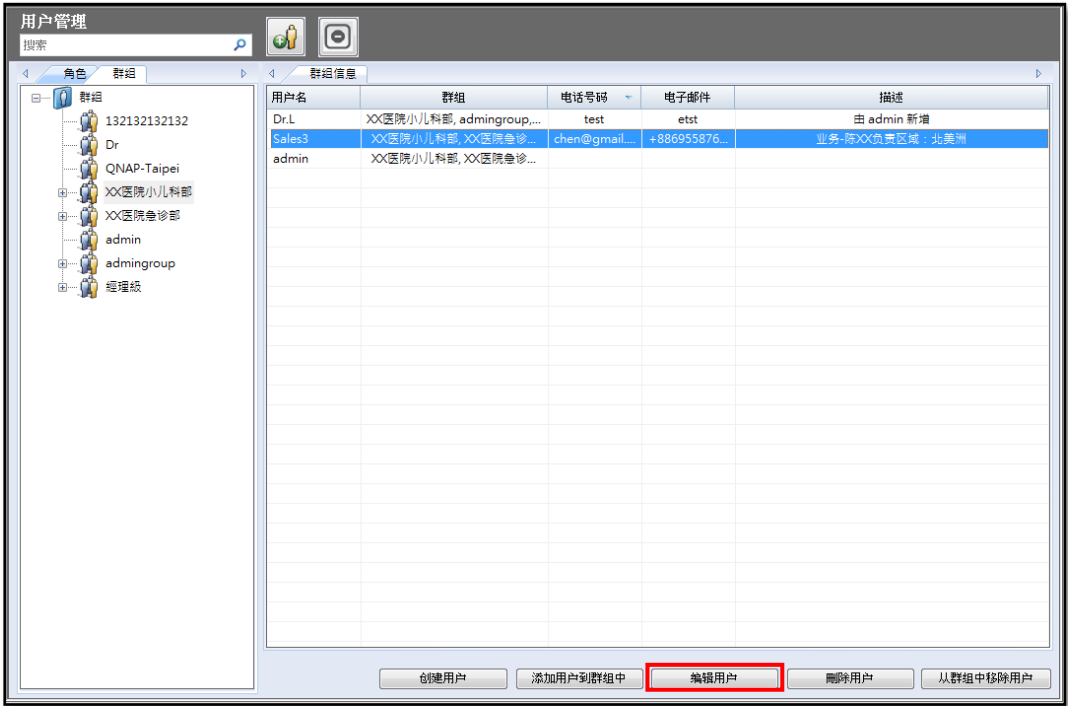 用户管理
搜索
角色 群组
群组
132132132132
Dr
QNAP-Taipei
XX医院小儿科部
XX医院急诊部
admin
admingroup
經理級
群组信息
用户名 群组 电话号码 电子邮件 描述
Dr.L XX医院小儿科部, admingroup,... test etst 由 admin 新增
Sales3 XX医院小儿科部, XX医院急诊... chen@gmail.... +886955876... 业务-陈XX负责区域：北美洲
admin XX医院小儿科部, XX医院急诊...
创建用户 添加用户到群组中 编辑用户 刪除用户 从群组中移除用户